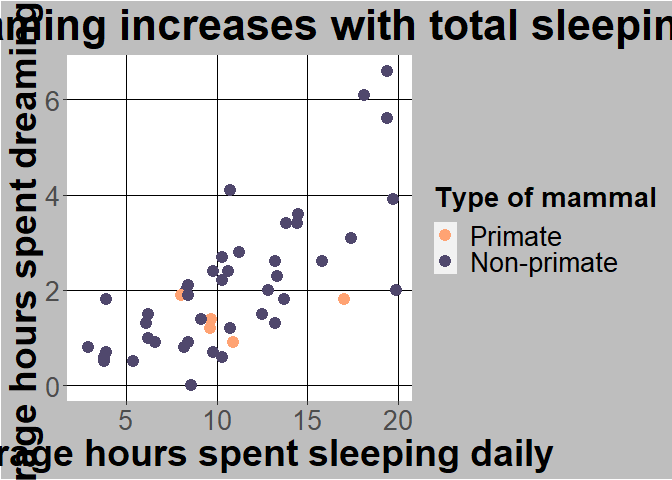 aming increases with total sleepin
rage hours spent dreaming
6
4
2
0
Type of mammal
Primate
Non-primate
5 10 15 20
rage hours spent sleeping daily